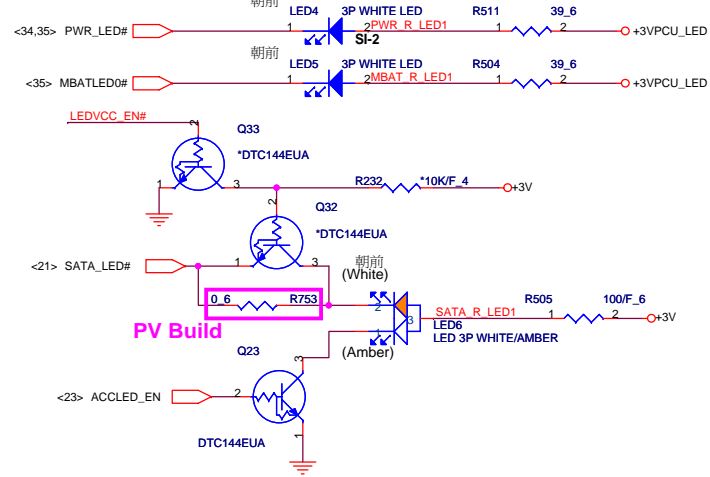 朝前
LED4 3P WHITE LED R511 39_6
<34,35> PWR_LED# 1 2 PWR_R_LED1 1 2 +3VPCU_LED
SI-2
朝前
LED5 3P WHITE LED R504 39_6
<35> MBATLED0# 1 2 MBAT_R_LED1 1 2 +3VPCU_LED
LEDVCC_EN#
2
Q33
*DTC144EUA
1 3 R232 *10K/F_4 +3V
2
Q32
*DTC144EUA
<21> SATA_LED# 1 3 朝前
(White)
0_6 R753
2 SATA_R_LED1 R505 100/F_6
3 1 2 +3V
PV Build 1 LED6
LED 3P WHITE/AMBER
Q23 3 (Amber)
<23> ACCLED_EN 2
1
DTC144EUA